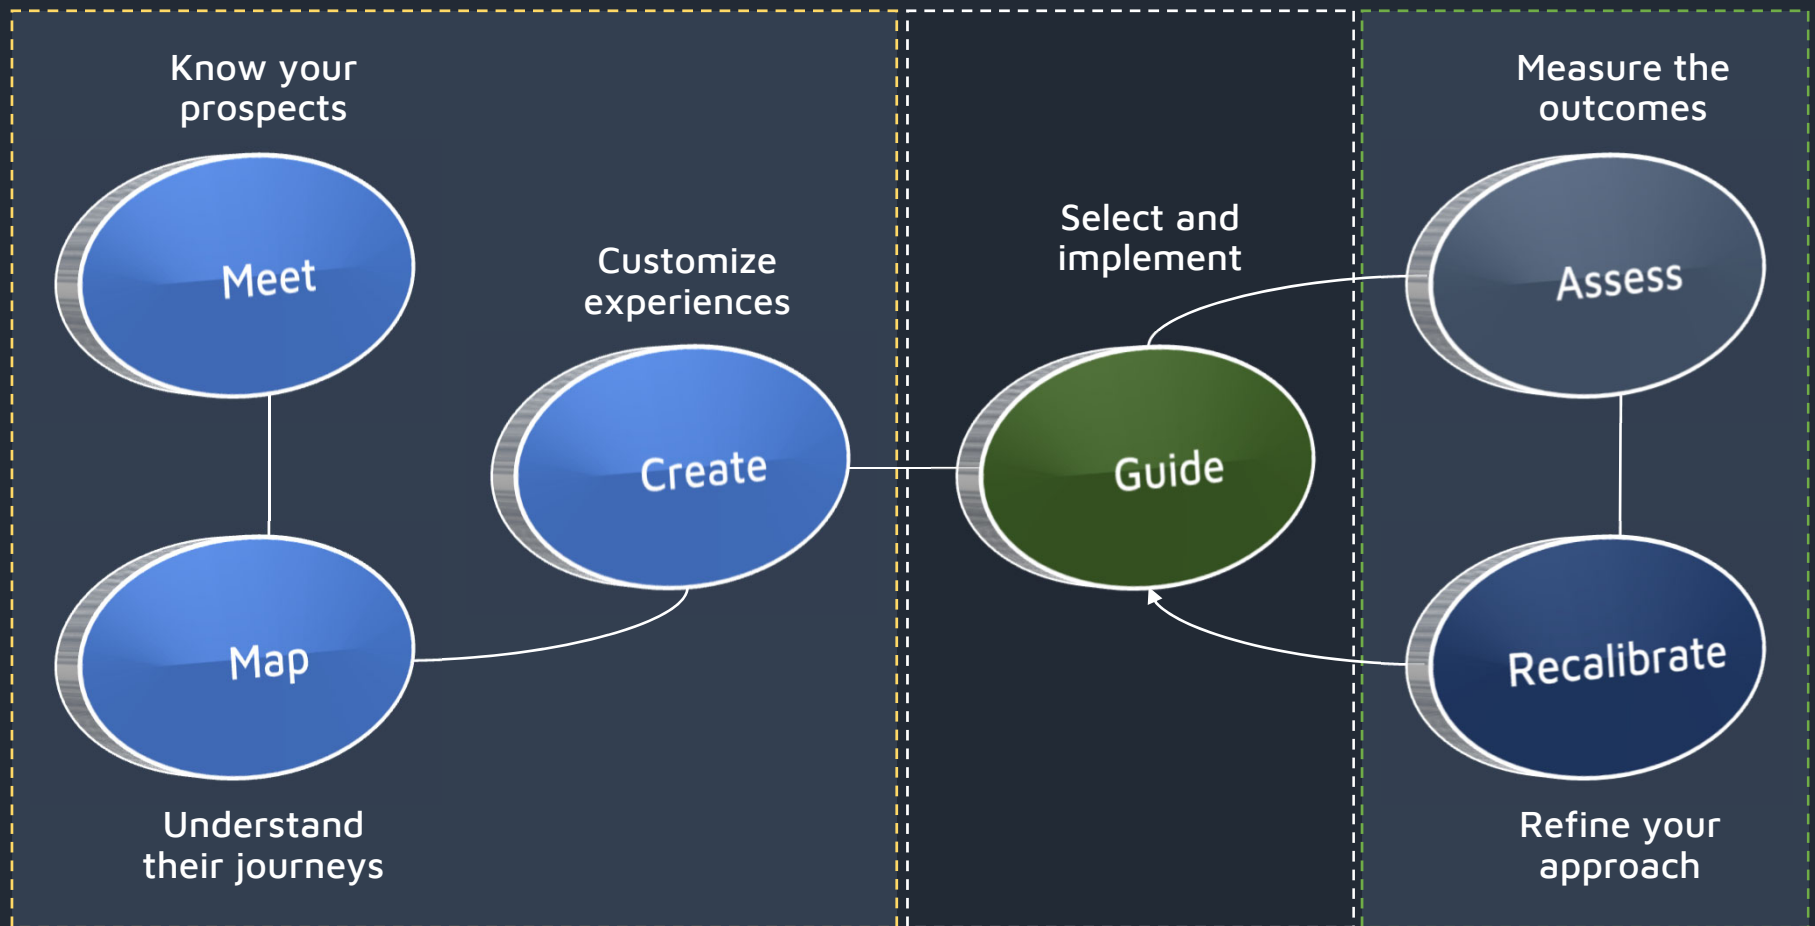 Know your
prospects
Meet
Map
Understand
their journeys
Customize
experiences
Create
Select and
implement
Guide
Measure the
outcomes
Assess
Recalibrate
Refine your
approach